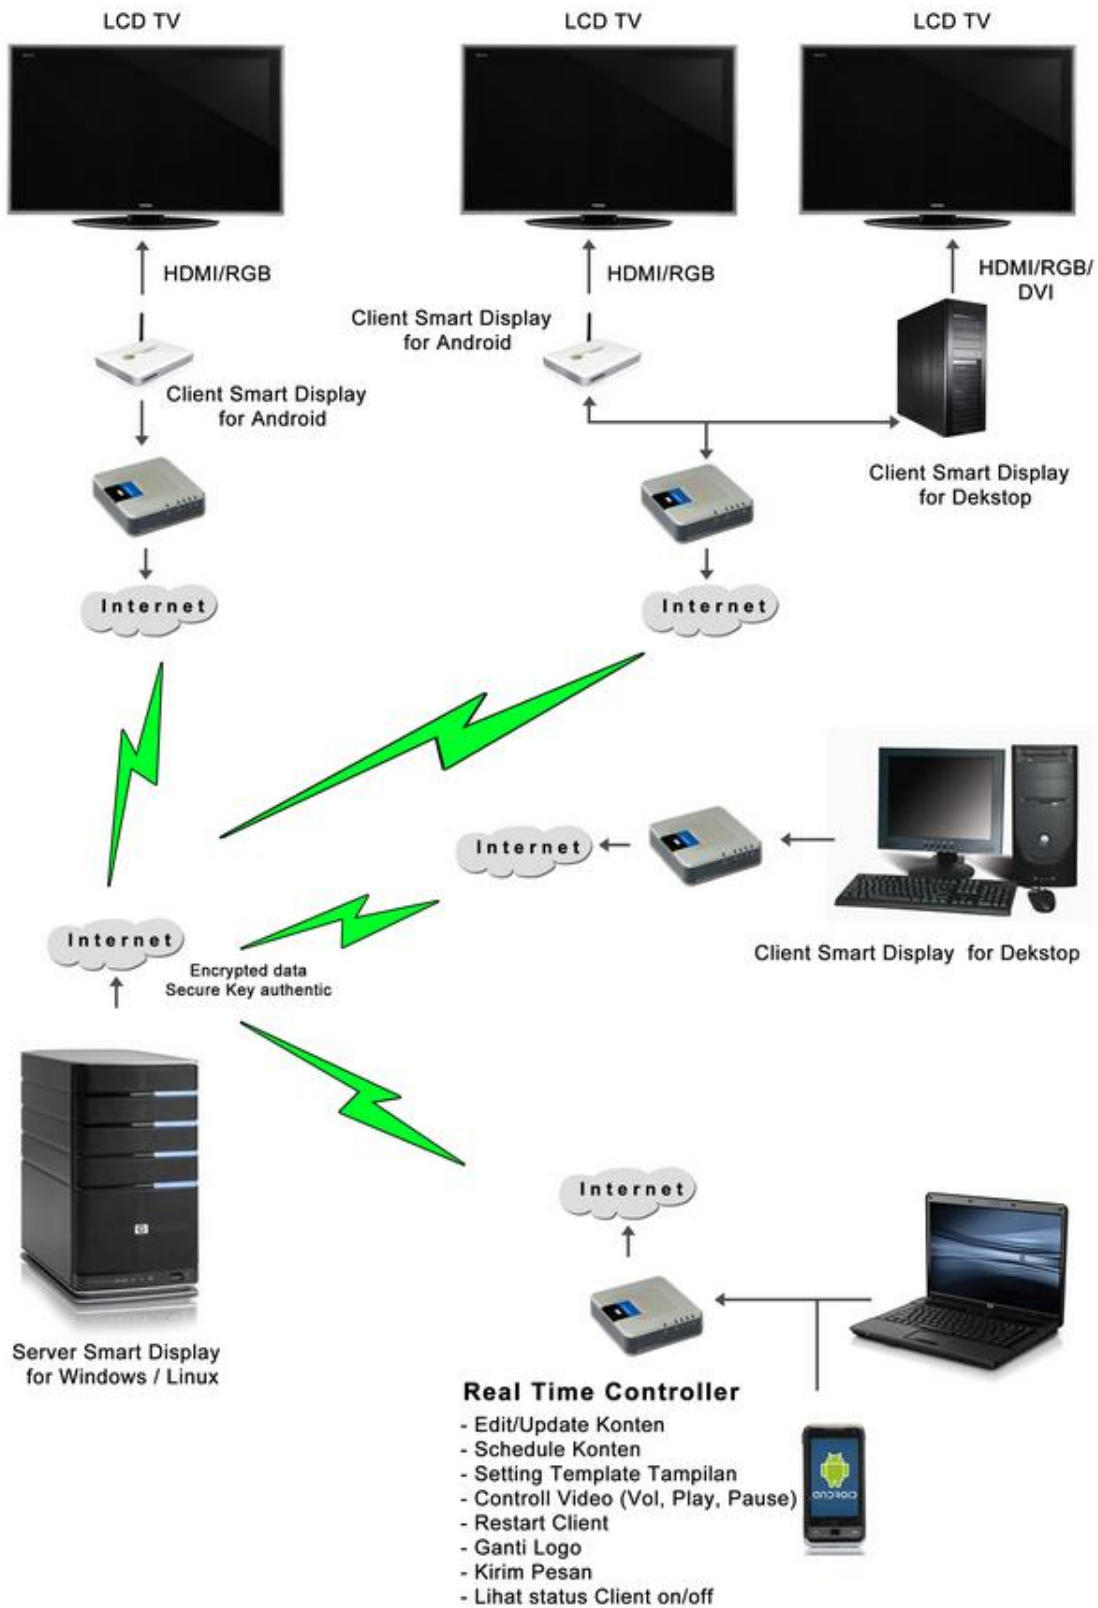 LCD TV
LCD TV
LCD TV
HDMI/RGB
HDMI/RGB
HDMI/RGB/
DVI
Client Smart Display
for Android
Client Smart Display
for Android
Client Smart Display
for Dekstop
Internet
Internet
Internet
Client Smart Display for Dekstop
Internet
Encrypted data
Secure Key authentic
Internet
Server Smart Display
for Windows / Linux
Real Time Controller
- Edit/Update Konten
- Schedule Konten
- Setting Template Tampilan
- Controll Video (Vol, Play, Pause)
- Restart Client
- Ganti Logo
- Kirim Pesan
- Lihat status Client on/off
ANDROID